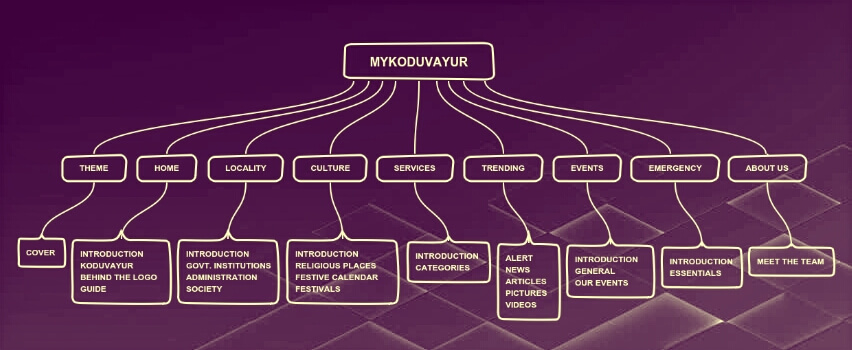 MYKODUVAYUR
THEME
HOME
LOCALITY
CULTURE
SERVICES
TRENDING
EVENTS
EMERGENCY
ABOUT US
COVER
INTRODUCTION
KODUVAYUR
BEHIND THE LOGO
GUIDE
INTRODUCTION
GOVT. INSTITUTIONS
ADMINISTRATION
SOCIETY
INTRODUCTION
RELIGIOUS PLACES
FESTIVE CALENDAR
FESTIVALS
INTRODUCTION
CATEGORIES
ALERT
NEWS
ARTICLES
PICTURES
VIDEOS
INTRODUCTION
GENERAL
OUR EVENTS
INTRODUCTION
ESSENTIALS
MEET THE TEAM